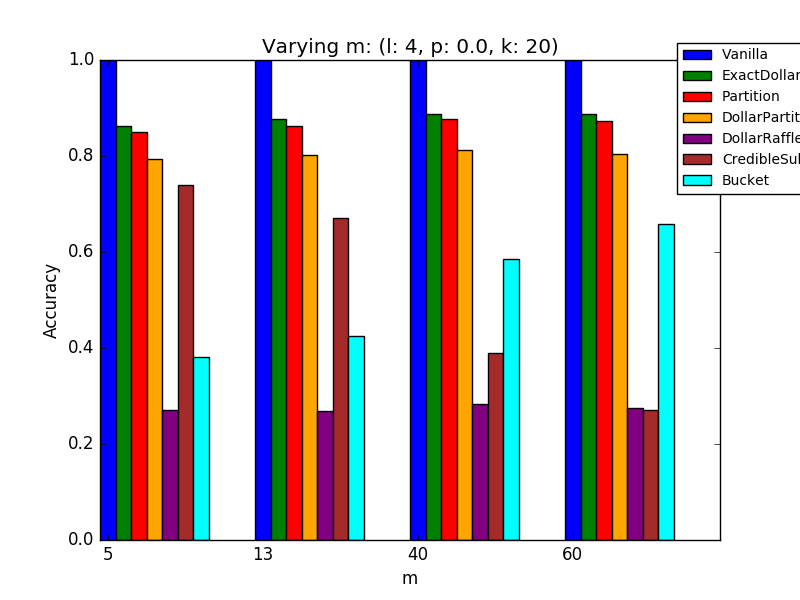 Varying m: (l: 4, p: 0.0, k: 20)
1.0
0.8
0.6
0.4
0.2
0.0
Accuracy
5 13 40 60
m
Vanilla
ExactDollar
Partition
DollarPartit
DollarRaffle
CredibleSu
Bucket